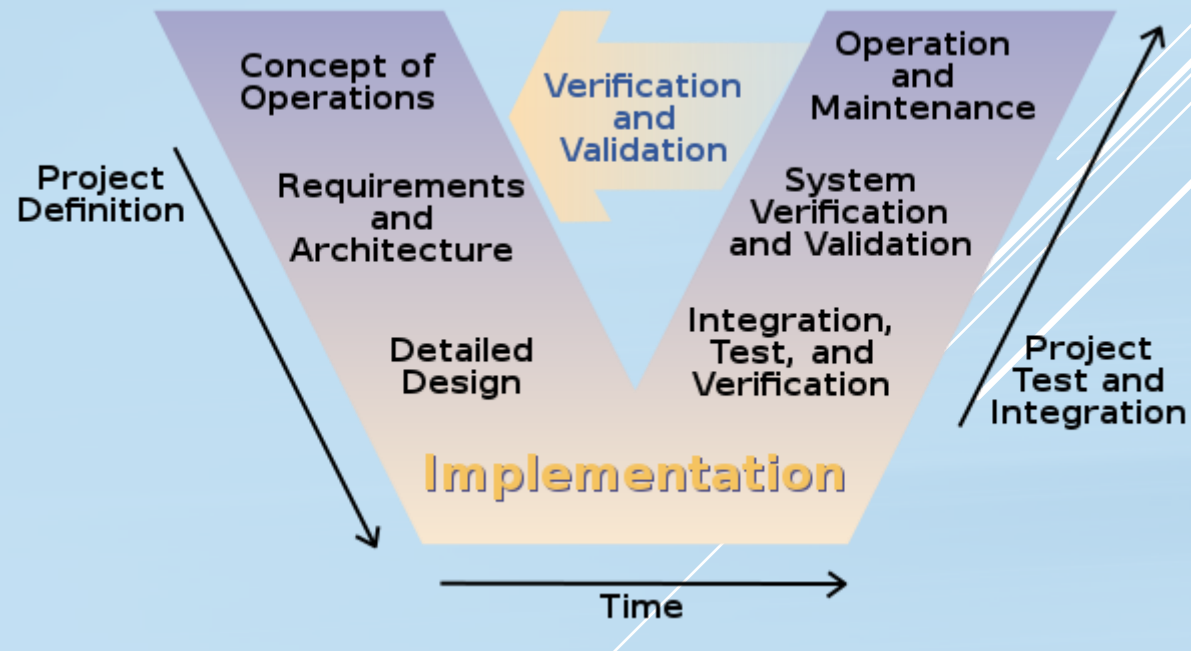 Concept of
Operations
Verification
and
Validation
Operation
and
Maintenance
Project
Definition
Requirements
and
Architecture
System
Verification
and Validation
Detailed
Design
Integration,
Test, and
Verification
Project
Test and
Integration
Implementation
Time